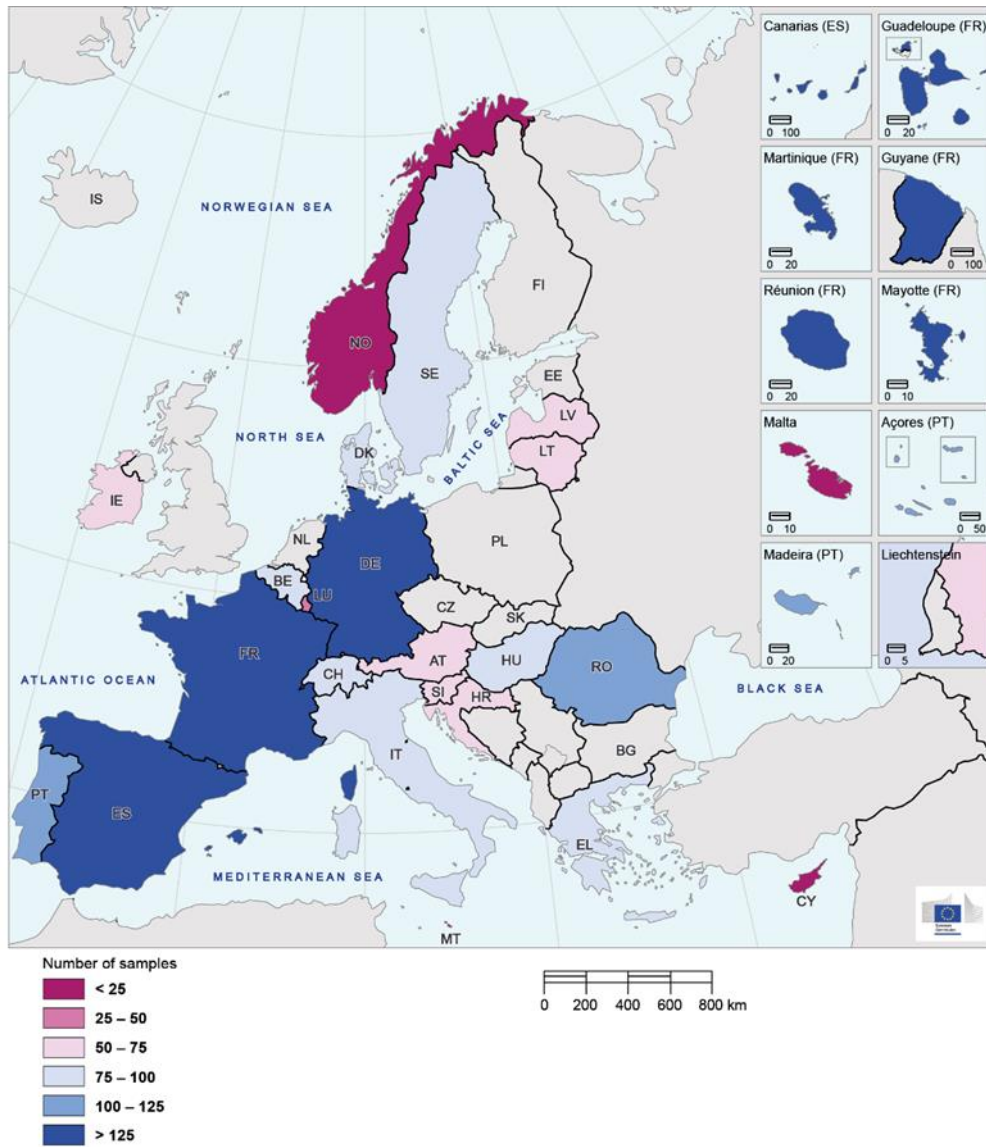 Canarias (ES)
0 100
Guadeloupe (FR)
0 20
Martinique (FR)
0 20
Guyane (FR)
0 100
Réunion (FR)
0 20
Mayotte (FR)
0 10
Malta
0 10
Açores (PT)
0 50
Madeira (PT)
0 20
Liechtenstein
0 5
IS
NORWEGIAN SEA
FI
NO
SE
EE
NORTH SEA
BALTIC SEA
LV
DK
LT
IE
NL
PL
DE
BE
LU
CZ
SK
FR
AT
HU
RO
CH
ATLANTIC OCEAN
SI
HR
BLACK SEA
IT
BG
PT
ES
EL
MEDITERRANEAN SEA
CY
MT
Number of samples
< 25
25 – 50
50 – 75
75 – 100
100 – 125
> 125
0 200 400 600 800 km